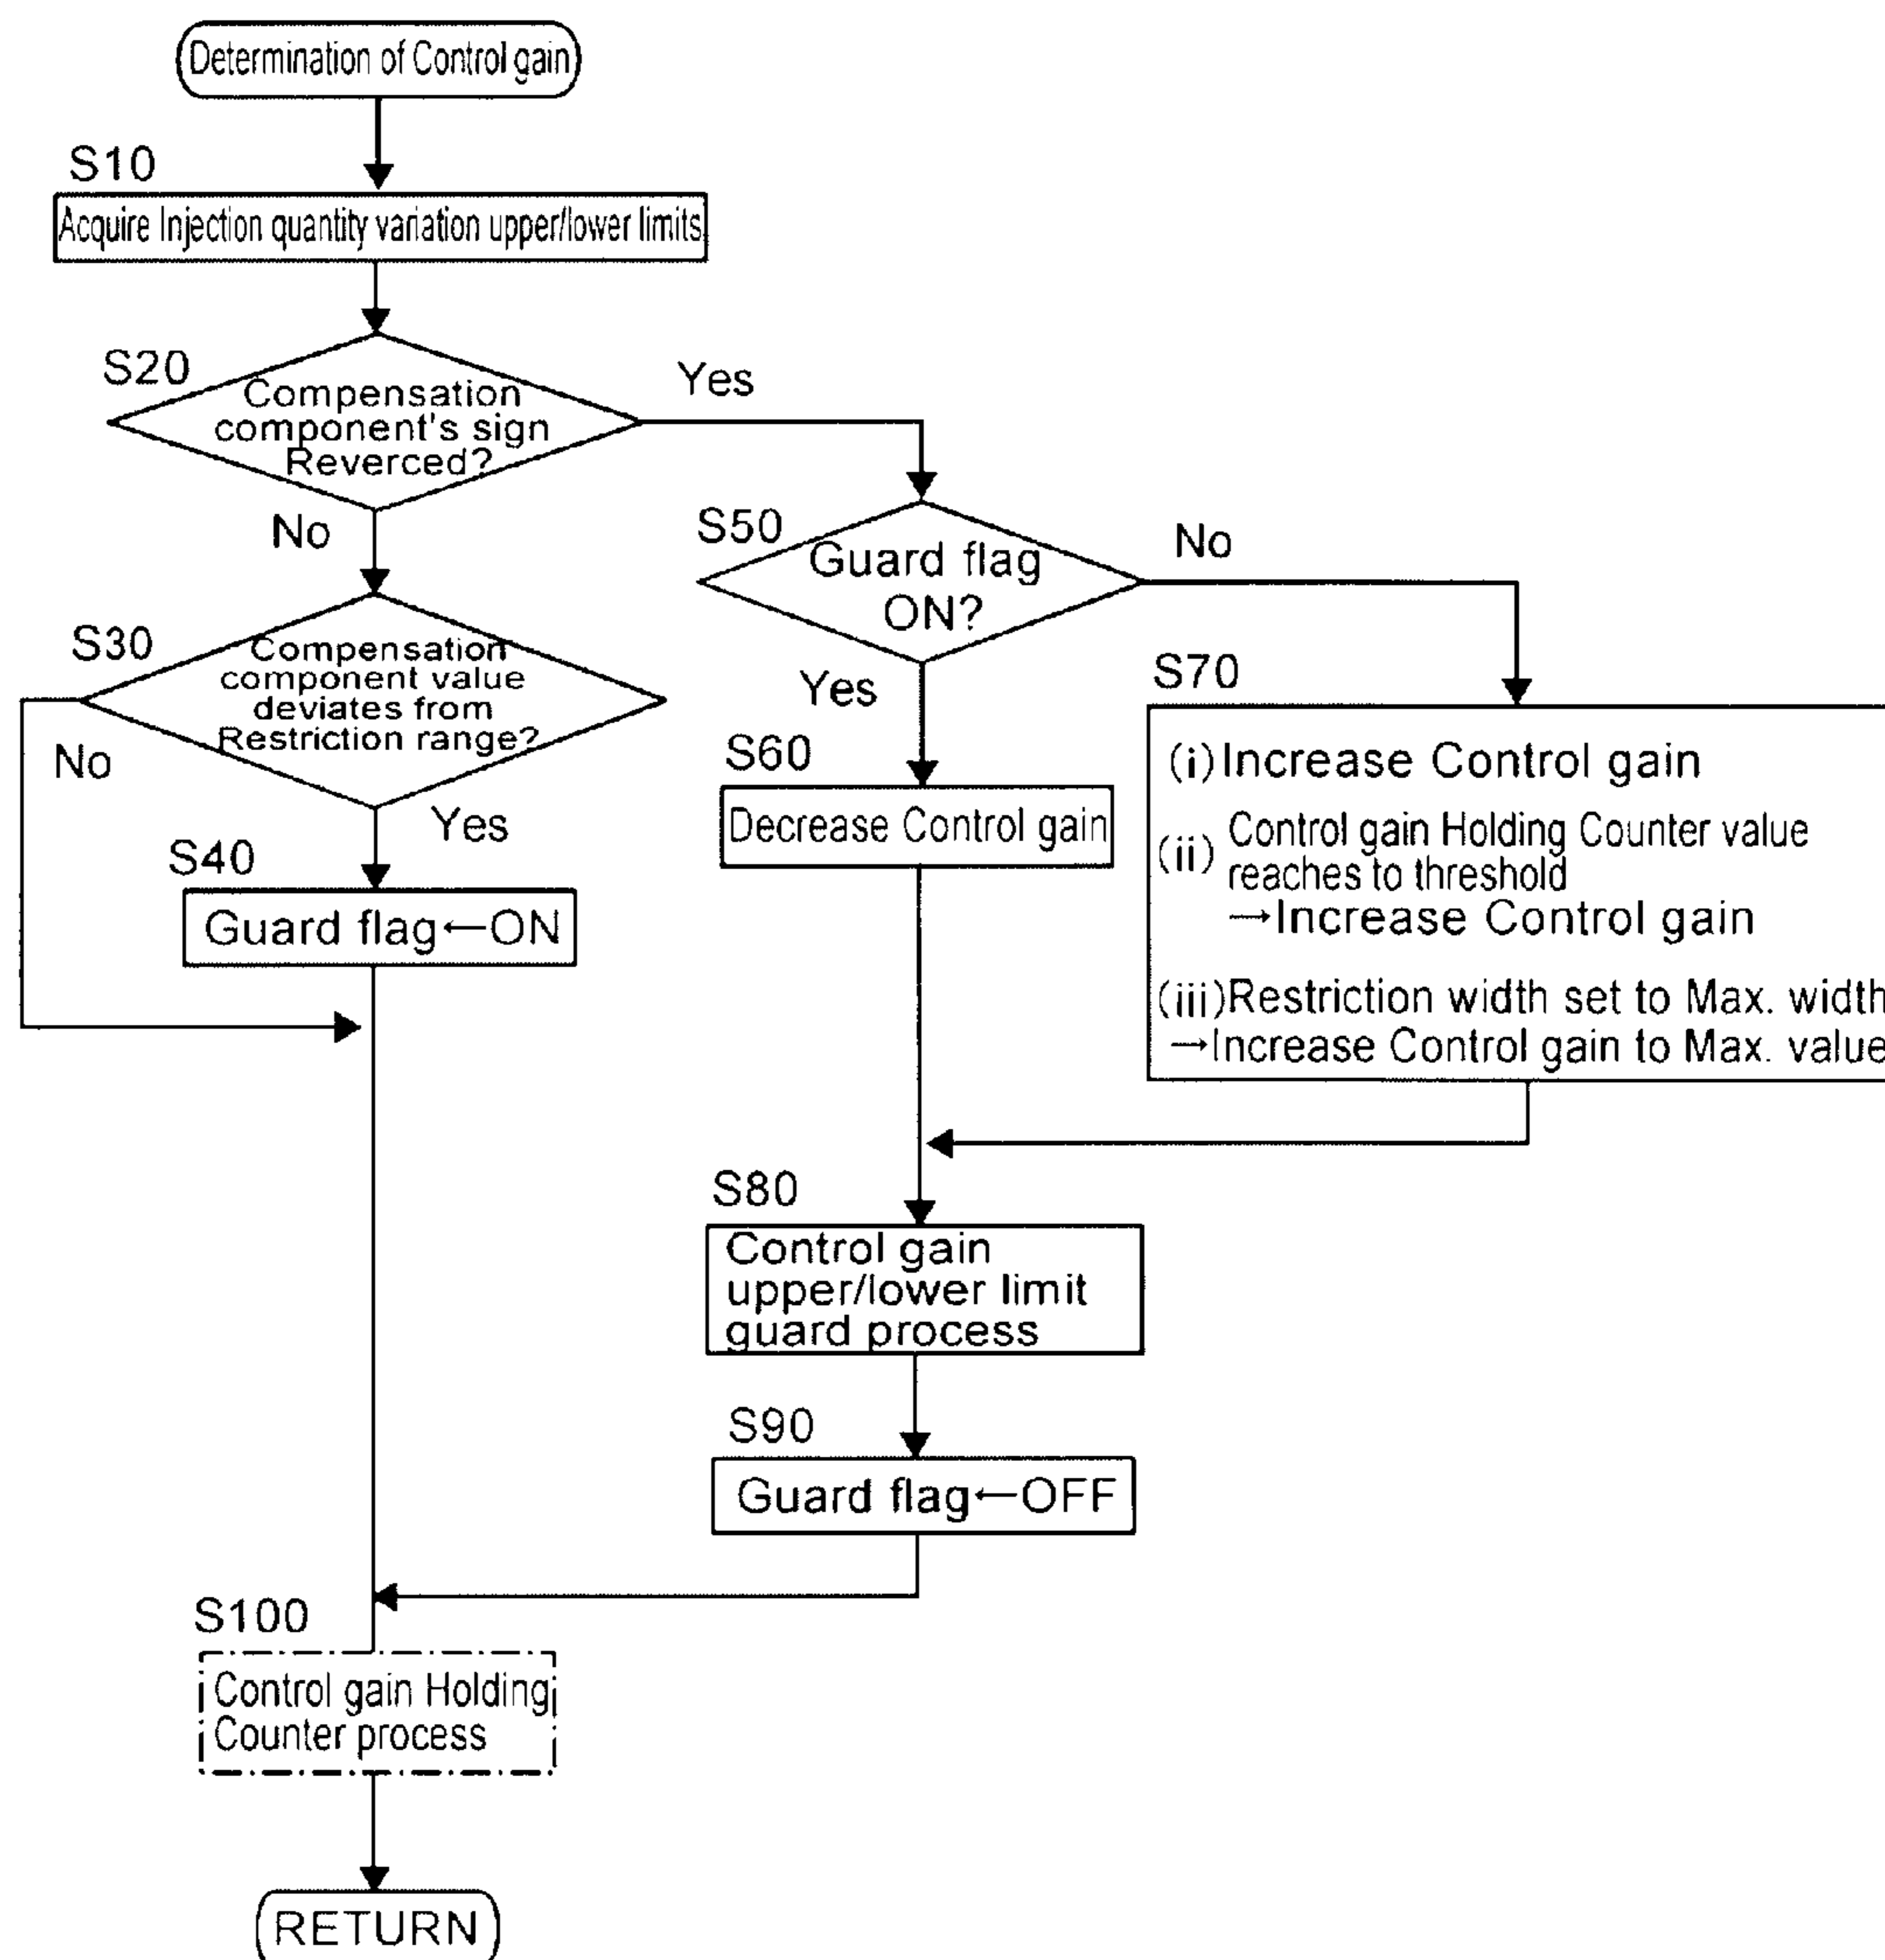 Determination of Control gain
S10
Acquire Injection quantity variation upper/lower limits
S20
Compensation
component's sign
Reverced?
Yes
No
S30
Compensation
component value
deviates from
Restriction range?
No
Yes
S40
Guard flag←ON
S50
Guard flag
ON?
No
Yes
S60
Decrease Control gain
S70
(i)Increase Control gain
(ii) Control gain Holding Counter value
reaches to threshold
→Increase Control gain
(iii)Restriction width set to Max. width
→Increase Control gain to Max. value
S80
Control gain
upper/lower limit
guard process
S90
Guard flag←OFF
S100
Control gain Holding
Counter process
RETURN